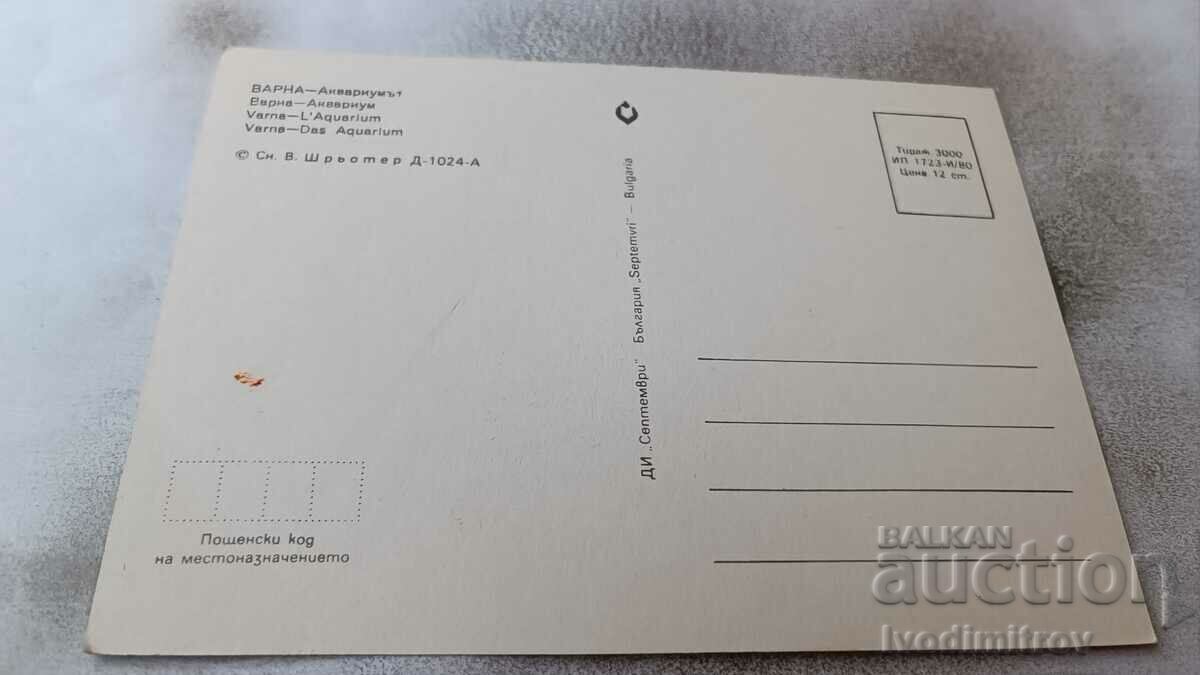 ВАРНА—Аквариумът
Варна—Аквариум
Varna—L'Aquarium
Varna—Das Aquarium
© Сн. В. Шрьотер Д-1024-А
Тираж 3000
ИП 1723-И/80
Цена 12 ст.
ДИ „Септември" България „Septemvri" — Bulgaria
Пощенски код
на местоназначението
BALKAN
auction
Ivodimitrov